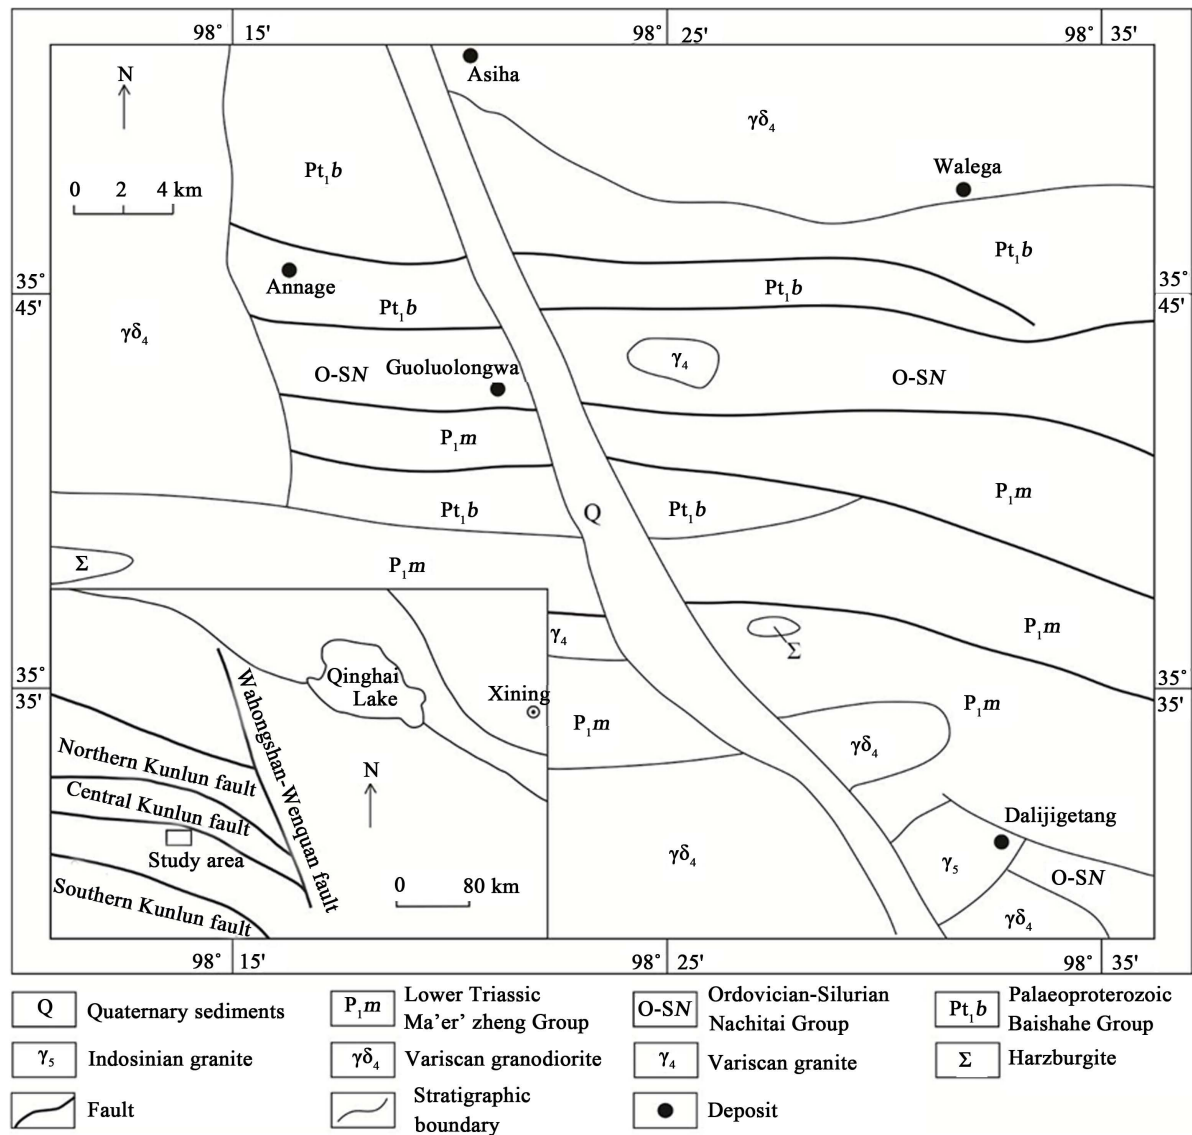 98° 15'
98° 25'
98° 35'
N
Asiha
γδ₄
Walega
Pt₁b
0 2 4 km
Pt₁b
35°
45'
35°
45'
Annage
Pt₁b
Pt₁b
γδ₄
γ₄
Guoluolongwa
O-SN
O-SN
P₁m
P₁m
Pt₁b
Q
Pt₁b
Σ
P₁m
γ₄
P₁m
Σ
35°
35'
35°
35'
Qinghai
Lake
Xining
Wahongshan-Wenquan fault
P₁m
P₁m
γδ₄
Northern Kunlun fault
N
Central Kunlun fault
Study area
Dalijigetang
γδ₄
γ₅
O-SN
0 80 km
Southern Kunlun fault
γδ₄
98° 15'
98° 25'
98° 35'
Q Quaternary sediments
P₁m Lower Triassic
Ma'er' zheng Group
O-SN Ordovician-Silurian
Nachitai Group
Pt₁b Palaeoproterozoic
Baishahe Group
γ₅ Indosinian granite
γδ₄ Variscan granodiorite
γ₄ Variscan granite
Σ Harzburgite
Fault
Stratigraphic
boundary
Deposit